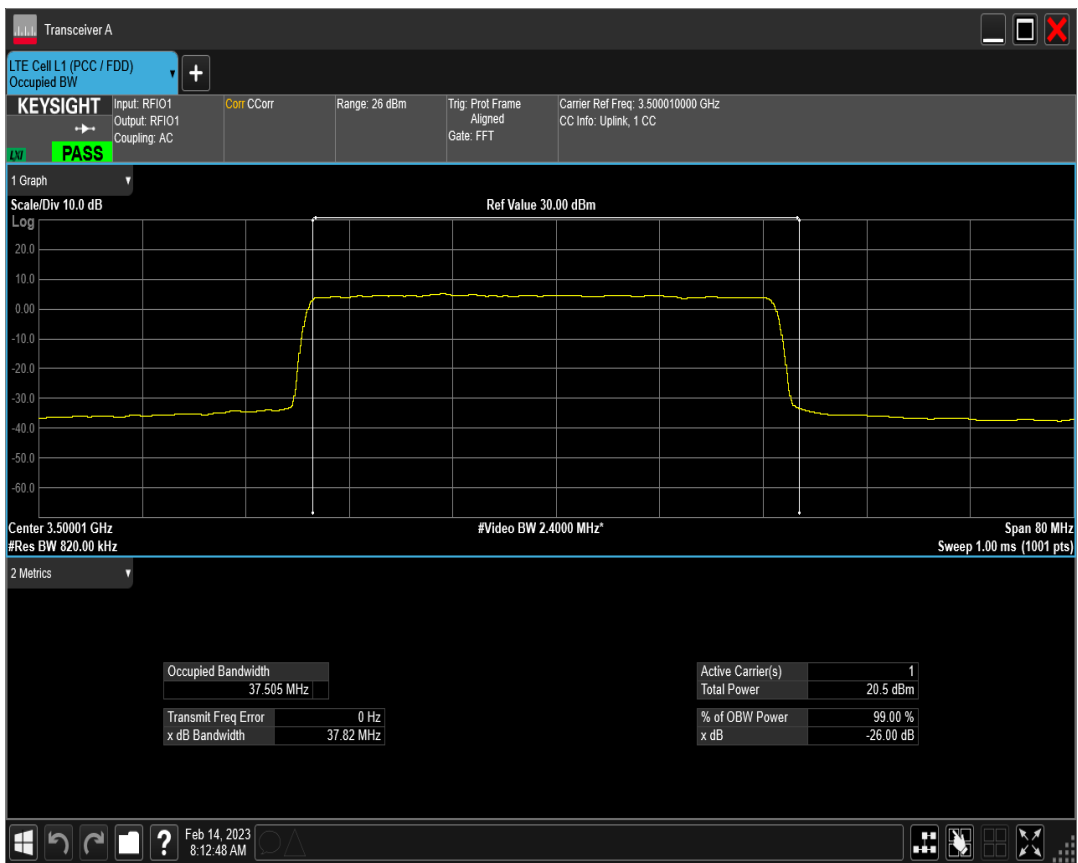 Transceiver A
LTE Cell L1 (PCC / FDD)
Occupied BW
+
KEYSIGHT
LXI
PASS
Input: RFIO1
Output: RFIO1
Coupling: AC
Corr CCorr
Range: 26 dBm
Trig: Prot Frame
Aligned
Gate: FFT
Carrier Ref Freq: 3.500010000 GHz
CC Info: Uplink, 1 CC
1 Graph
Scale/Div 10.0 dB
Ref Value 30.00 dBm
Log
20.0
10.0
0.00
-10.0
-20.0
-30.0
-40.0
-50.0
-60.0
Center 3.50001 GHz
#Video BW 2.4000 MHz*
Span 80 MHz
#Res BW 820.00 kHz
Sweep 1.00 ms (1001 pts)
2 Metrics
Occupied Bandwidth
37.505 MHz
Transmit Freq Error 0 Hz
x dB Bandwidth 37.82 MHz
Active Carrier(s) 1
Total Power 20.5 dBm
% of OBW Power 99.00 %
x dB -26.00 dB
?
Feb 14, 2023
8:12:48 AM